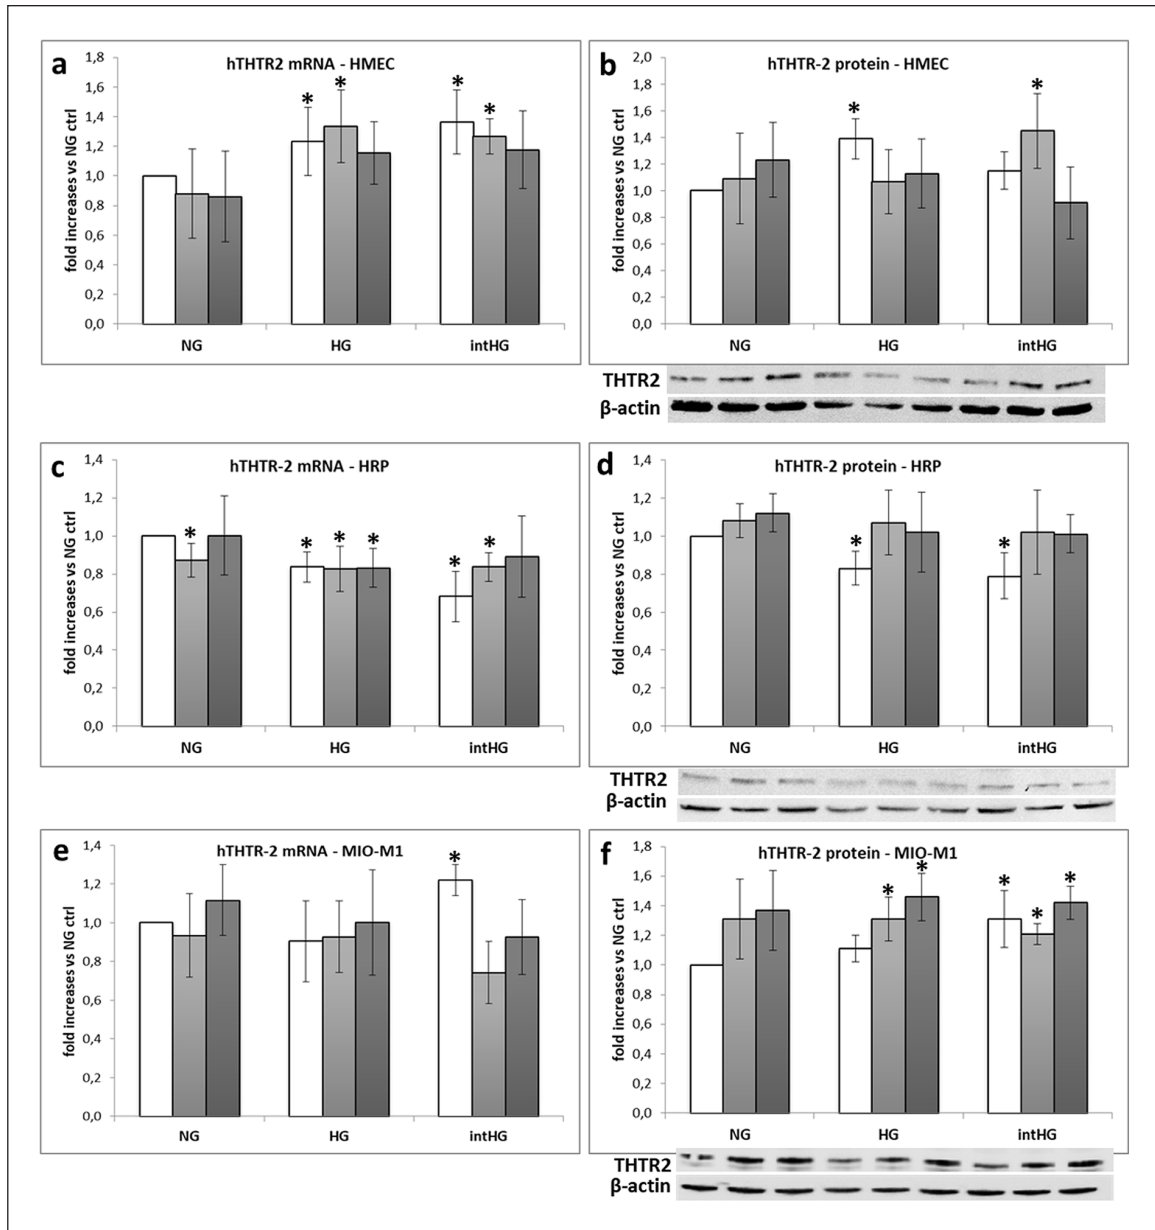 a
hTHTR2 mRNA - HMEC
fold increases vs NG ctrl
1,8
1,6
1,4
1,2
1,0
0,8
0,6
0,4
0,2
0,0
* * * *
NG HG intHG
b
hTHTR-2 protein - HMEC
fold increases vs NG ctrl
2,0
1,8
1,6
1,4
1,2
1,0
0,8
0,6
0,4
0,2
0,0
* *
NG HG intHG
THTR2
β-actin
c
hTHTR-2 mRNA - HRP
fold increases vs NG ctrl
1,4
1,2
1,0
0,8
0,6
0,4
0,2
0,0
* * * * * *
NG HG intHG
d
hTHTR-2 protein - HRP
fold increases vs NG ctrl
1,4
1,2
1,0
0,8
0,6
0,4
0,2
0,0
* *
NG HG intHG
THTR2
β-actin
e
hTHTR-2 mRNA - MIO-M1
fold increases vs NG ctrl
1,4
1,2
1,0
0,8
0,6
0,4
0,2
0,0
*
NG HG intHG
f
hTHTR-2 protein - MIO-M1
fold increases vs NG ctrl
1,8
1,6
1,4
1,2
1,0
0,8
0,6
0,4
0,2
0,0
* * * * *
NG HG intHG
THTR2
β-actin